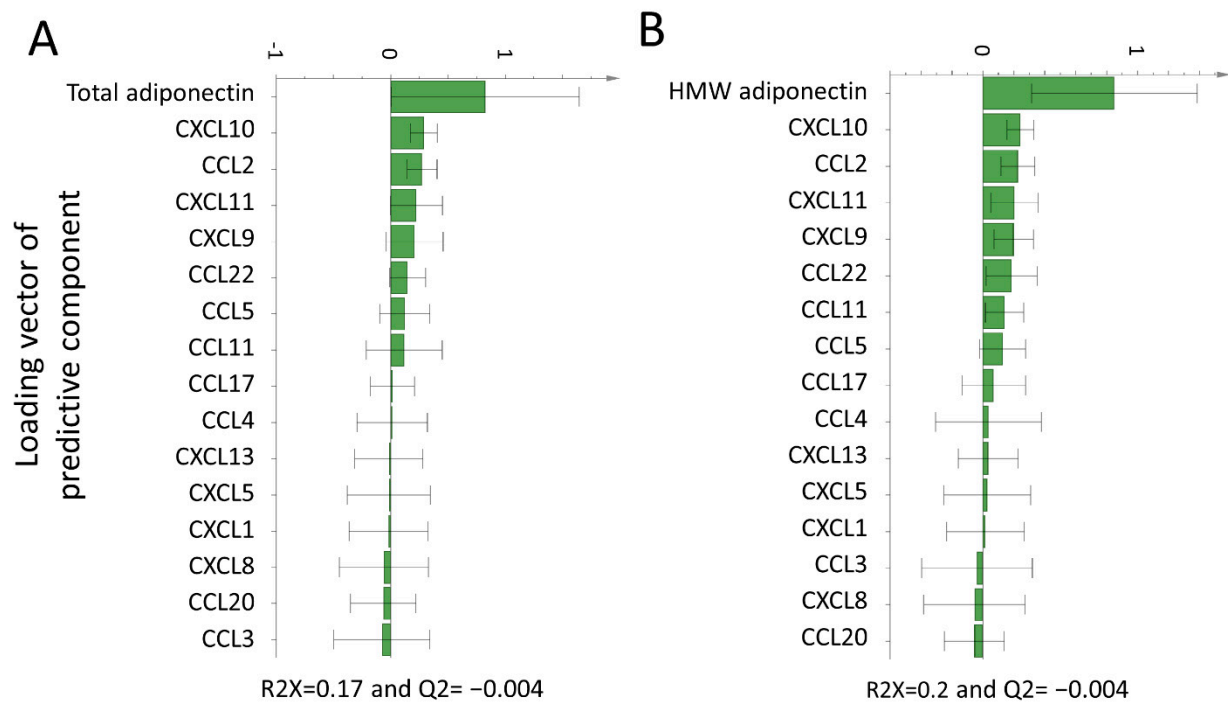 A
-1
0
1
Total adiponectin
CXCL10
CCL2
CXCL11
CXCL9
CCL22
CCL5
CCL11
CCL17
CCL4
CXCL13
CXCL5
CXCL1
CXCL8
CCL20
CCL3
Loading vector of
predictive component
R2X=0.17 and Q2= −0.004
B
0
1
HMW adiponectin
CXCL10
CCL2
CXCL11
CXCL9
CCL22
CCL11
CCL5
CCL17
CCL4
CXCL13
CXCL5
CXCL1
CCL3
CXCL8
CCL20
R2X=0.2 and Q2= −0.004